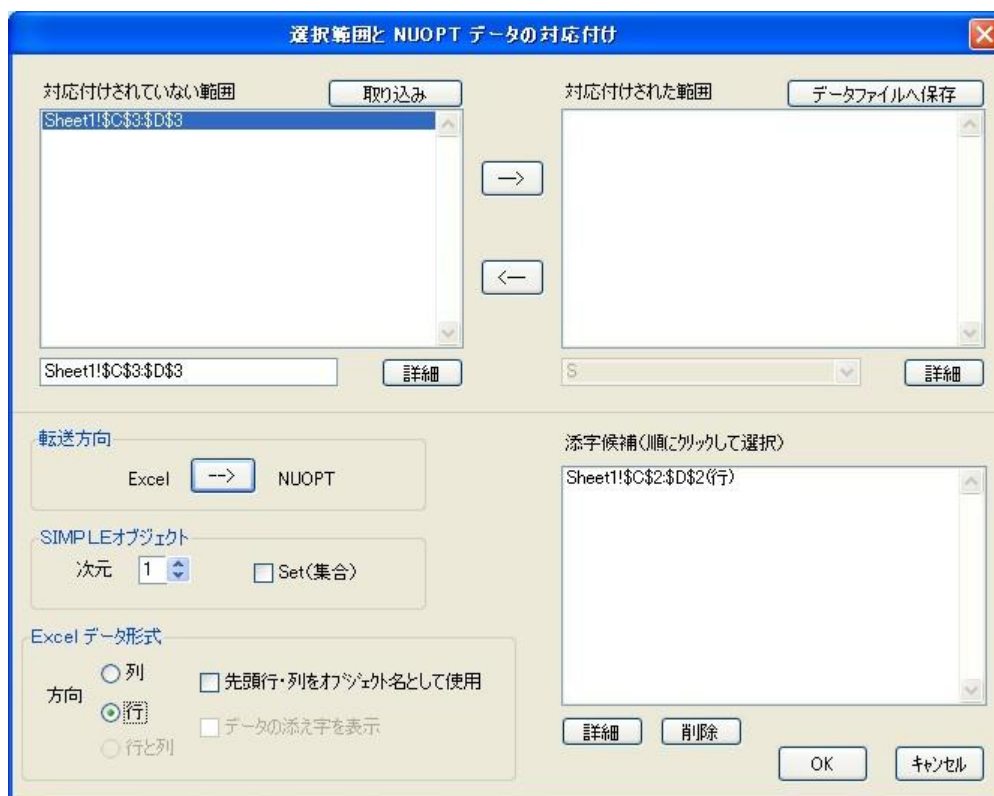 選択範囲と NUOPT データの対応付け
対応付けされていない範囲
取り込み
対応付けされた範囲
データファイルへ保存
Sheet1!$C$3:$D$3
-->
<--
Sheet1!$C$3:$D$3
詳細
S
詳細
転送方向
Excel
-->
NUOPT
添字候補(順にクリックして選択)
Sheet1!$C$2:$D$2(行)
SIMPLEオブジェクト
次元
1
Set(集合)
Excel データ形式
方向
列
行
行と列
先頭行・列をオブジェクト名として使用
データの添え字を表示
詳細
削除
OK
キャンセル